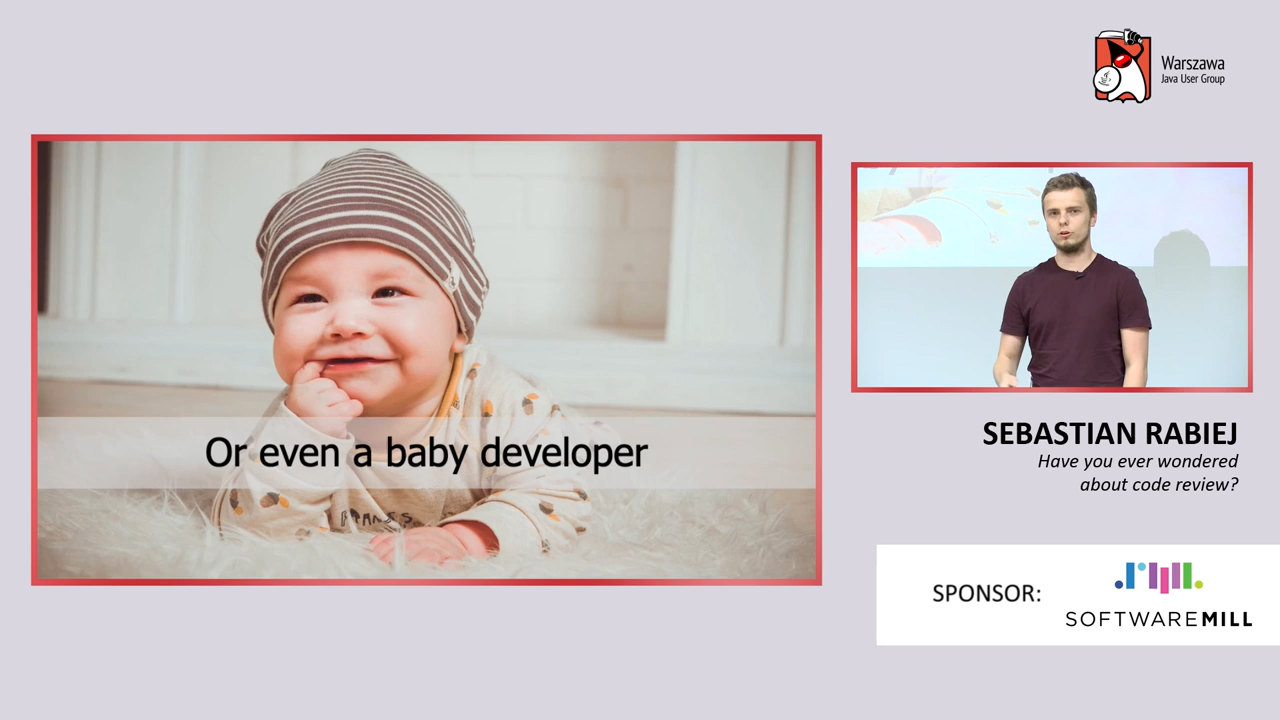 Warszawa
Java User Group
Or even a baby developer
SEBASTIAN RABIEJ
Have you ever wondered
about code review?
SPONSOR:
SOFTWAREMILL